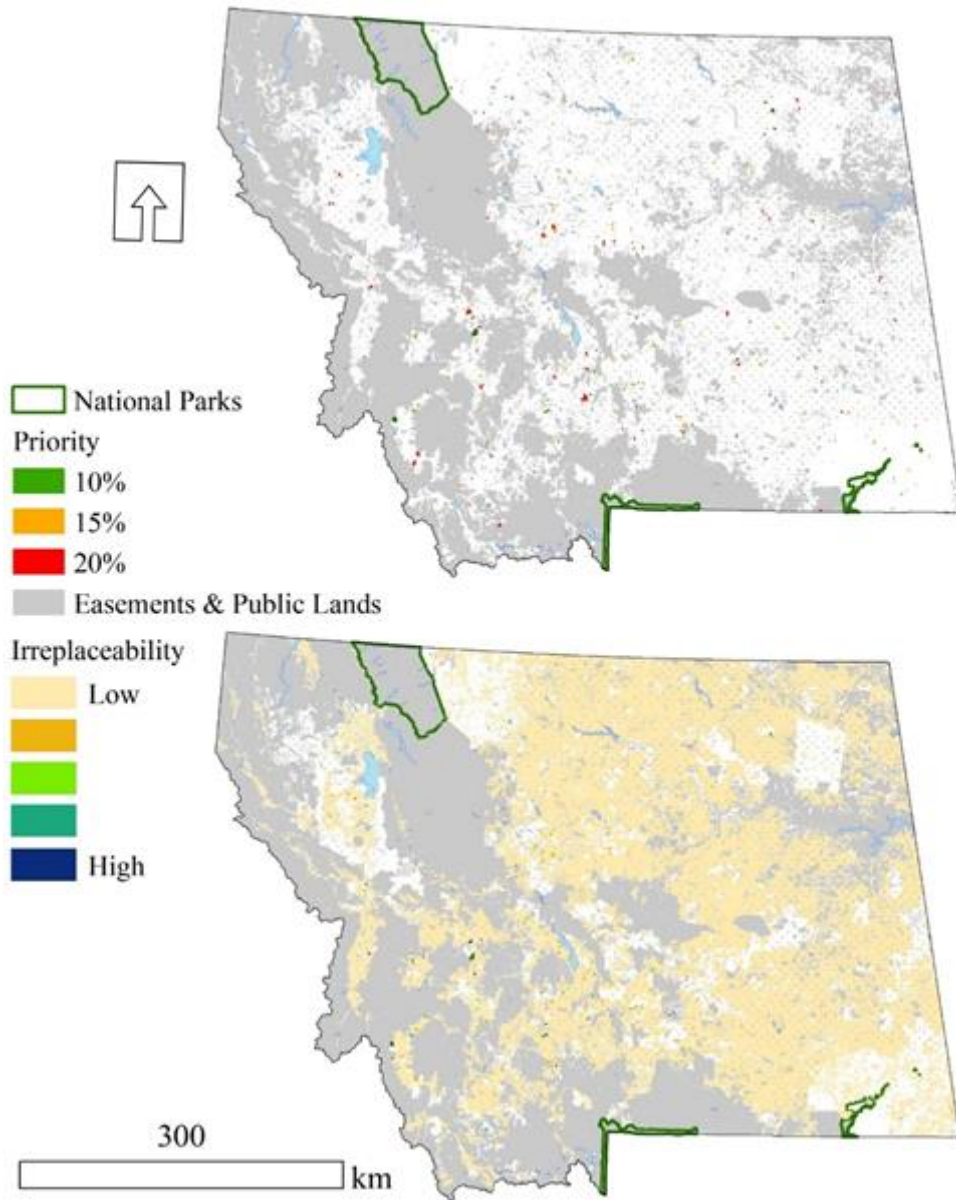 National Parks
Priority
10%
15%
20%
Easements & Public Lands
Irreplaceability
Low
High
300
km